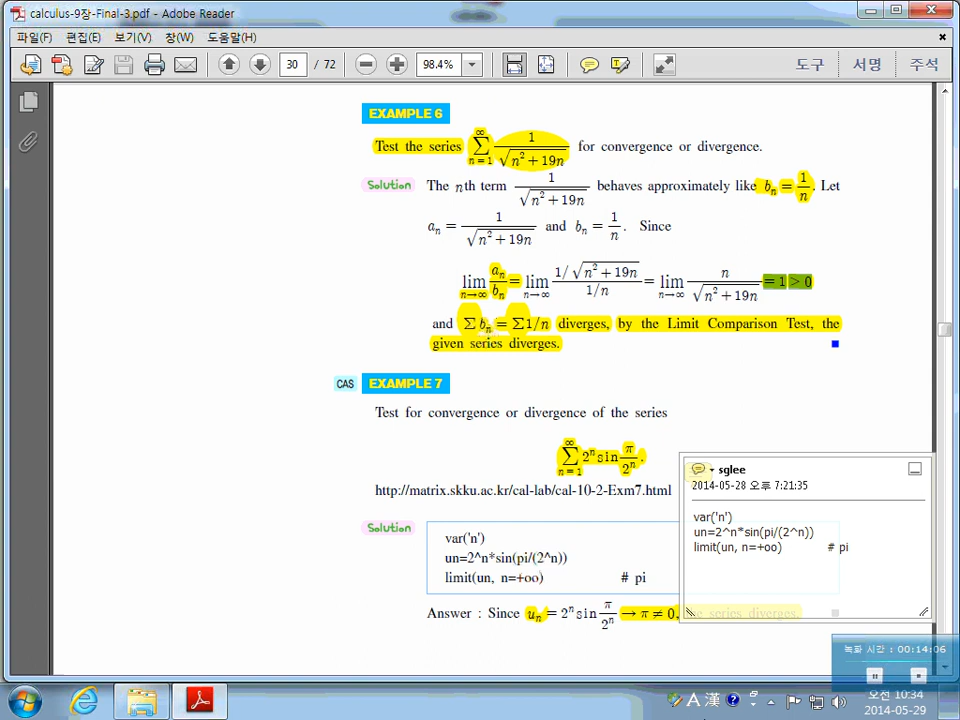 calculus-9장-Final-3.pdf - Adobe Reader
파일(F) 편집(E) 보기(V) 창(W) 도움말(H)
30 / 72 98.4% 도구 서명 주석
EXAMPLE 6
Test the series ∑_{n=1}^{∞} 1/√(n²+19n) for convergence or divergence.
Solution The nth term 1/√(n²+19n) behaves approximately like b_n = 1/n. Let
a_n = 1/√(n²+19n) and b_n = 1/n. Since
lim_{n→∞} a_n/b_n = lim_{n→∞} (1/√(n²+19n))/(1/n) = lim_{n→∞} n/√(n²+19n) = 1 > 0
and ∑b_n = ∑1/n diverges, by the Limit Comparison Test, the
given series diverges.
CAS EXAMPLE 7
Test for convergence or divergence of the series
∑_{n=1}^{∞} 2ⁿ sin π/2ⁿ.
http://matrix.skku.ac.kr/cal-lab/cal-10-2-Exm7.html
Solution
var('n')
un=2^n*sin(pi/(2^n))
limit(un, n=+oo) # pi
Answer : Since u_n = 2ⁿ sin π/2ⁿ → π ≠ 0, the series diverges.
sglee
2014-05-28 오후 7:21:35
var('n')
un=2^n*sin(pi/(2^n))
limit(un, n=+oo) # pi
녹화 시간 : 00:14:06
A 漢
오전 10:34
2014-05-29